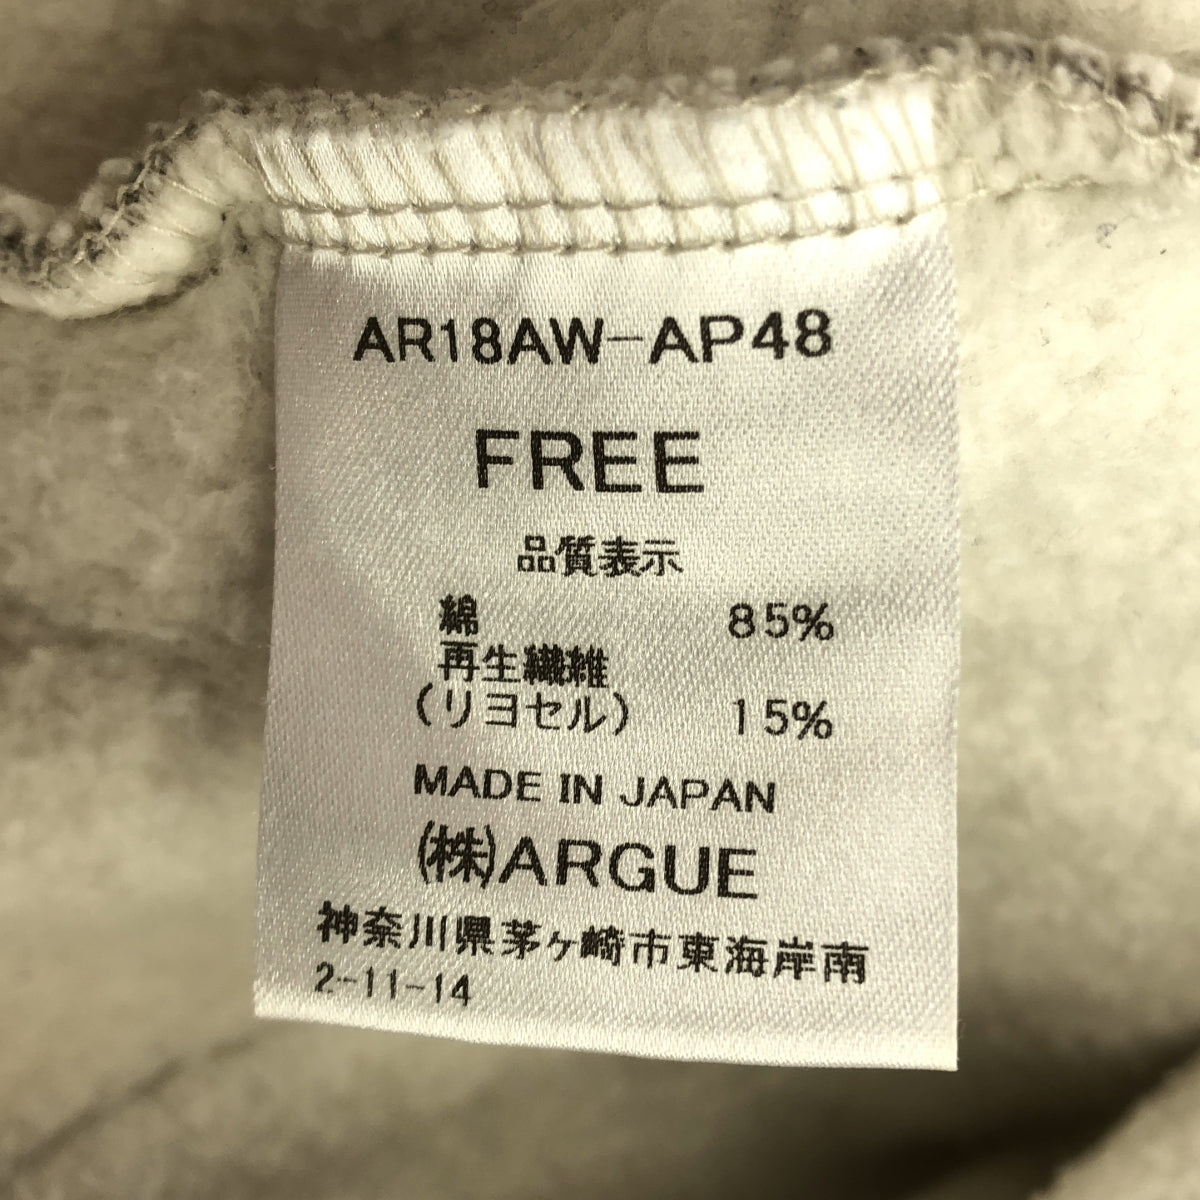 AR18AW-AP48
FREE
品質表示
綿 85%
再生繊維
(リヨセル) 15%
MADE IN JAPAN
(株)ARGUE
神奈川県茅ヶ崎市東海岸南
2-11-14